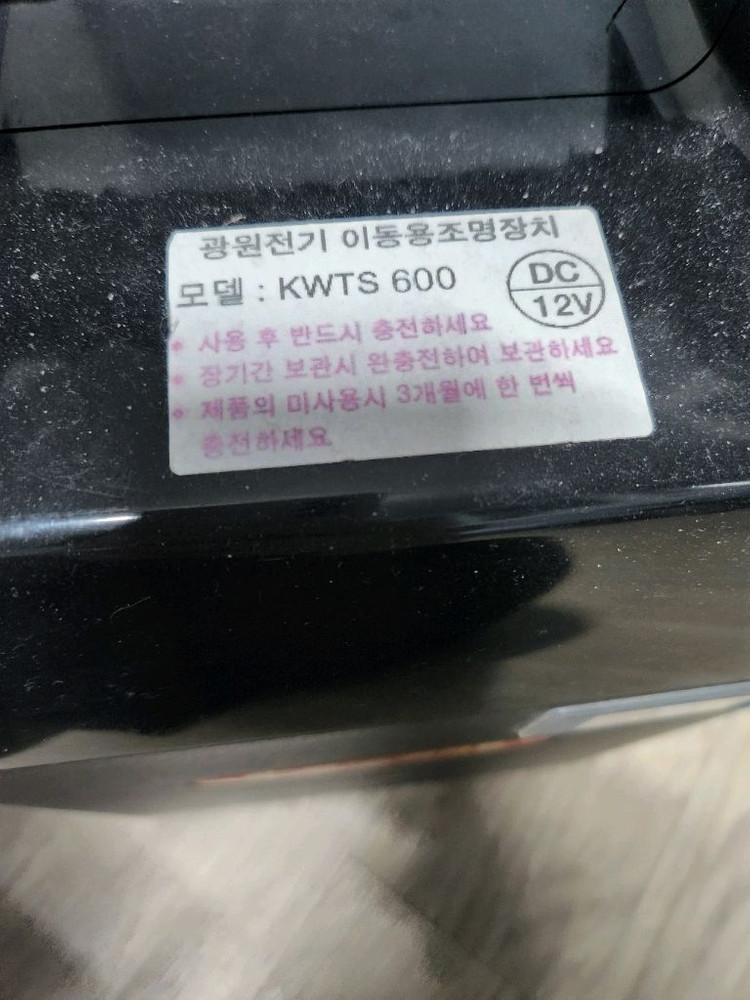 광원전기 이동용조명장치
모델 : KWTS 600
DC
12V
• 사용 후 반드시 충전하세요
• 장기간 보관시 완충전하여 보관하세요
• 제품의 미사용시 3개월에 한 번씩
충전하세요